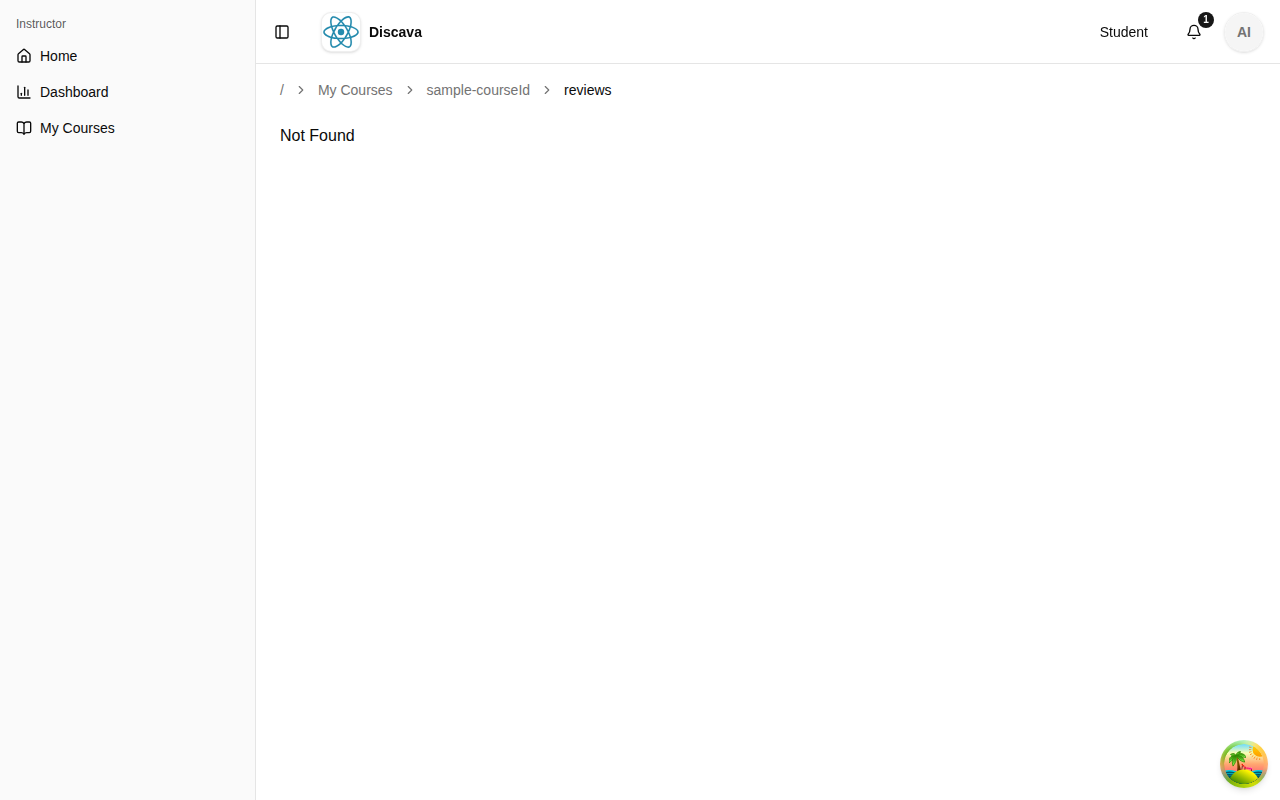 Instructor
Home
Dashboard
My Courses
Discava
Student
1
AI
/ My Courses sample-courseId reviews
Not Found